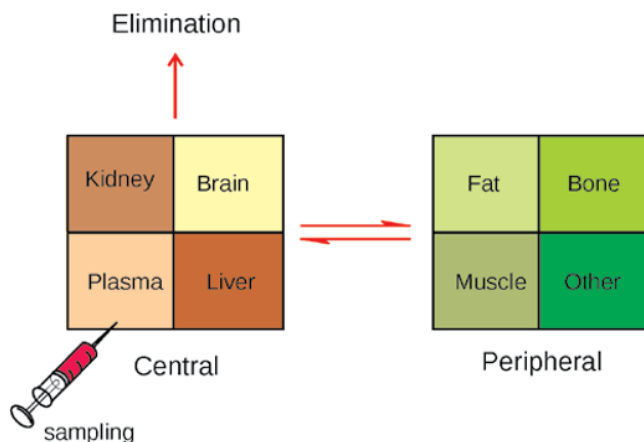 Elimination
Kidney
Brain
Fat
Bone
Plasma
Liver
Muscle
Other
Central
Peripheral
sampling